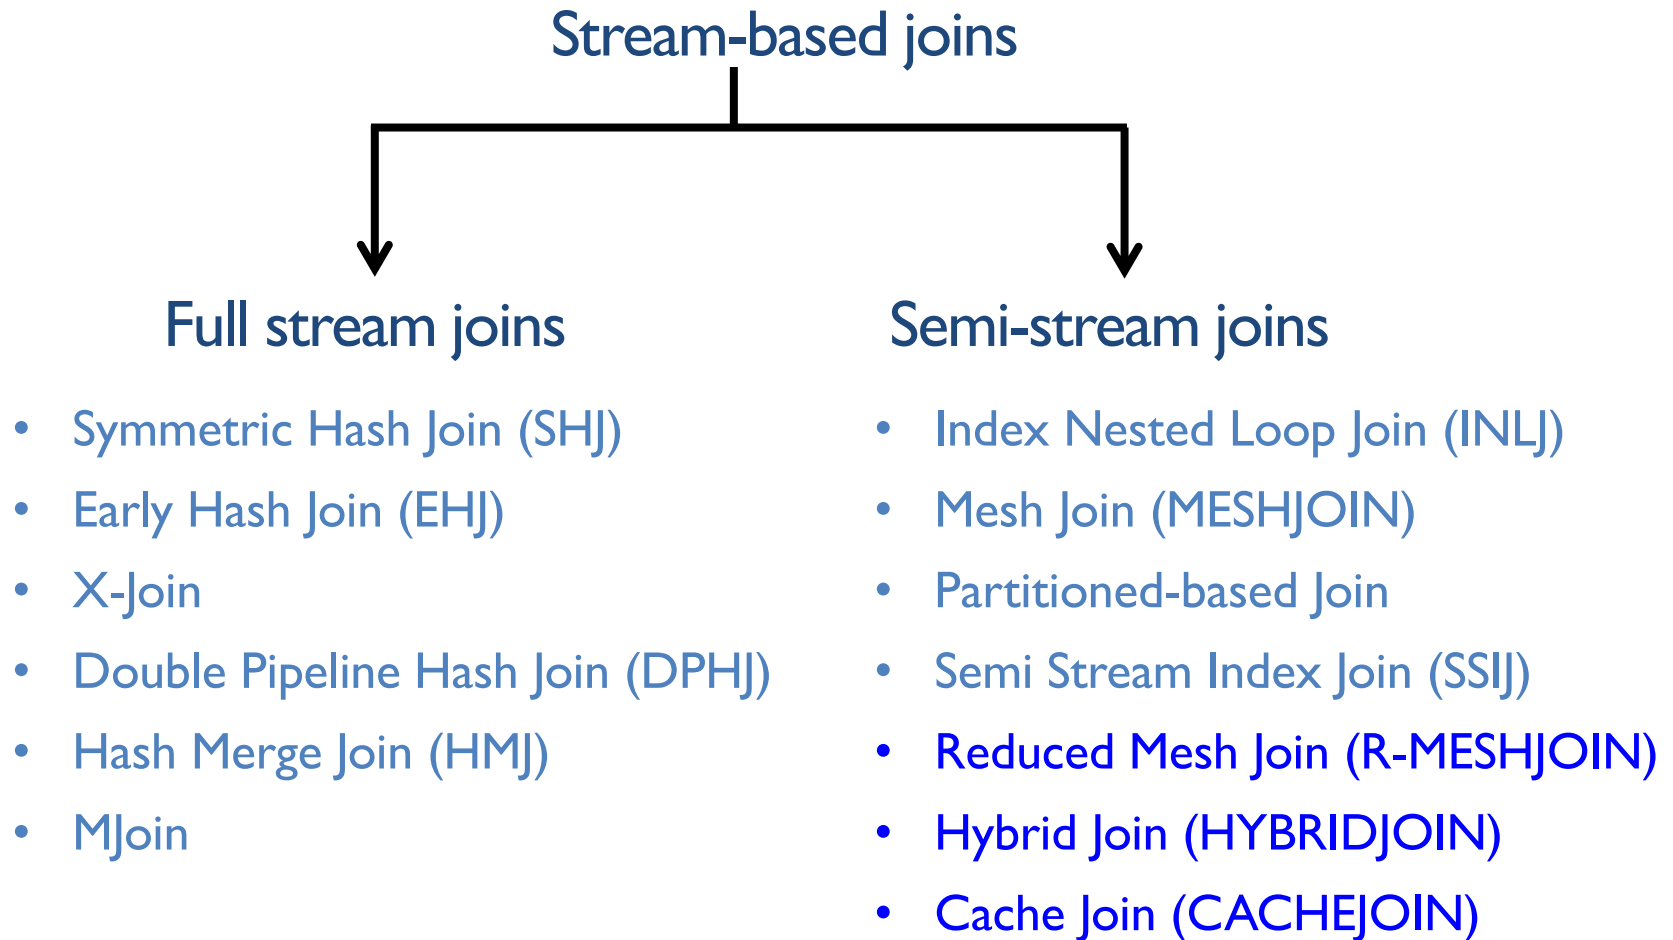 Stream-based joins
Full stream joins
• Symmetric Hash Join (SHJ)
• Early Hash Join (EHJ)
• X-Join
• Double Pipeline Hash Join (DPHJ)
• Hash Merge Join (HMJ)
• MJoin
Semi-stream joins
• Index Nested Loop Join (INLJ)
• Mesh Join (MESHJOIN)
• Partitioned-based Join
• Semi Stream Index Join (SSIJ)
• Reduced Mesh Join (R-MESHJOIN)
• Hybrid Join (HYBRIDJOIN)
• Cache Join (CACHEJOIN)